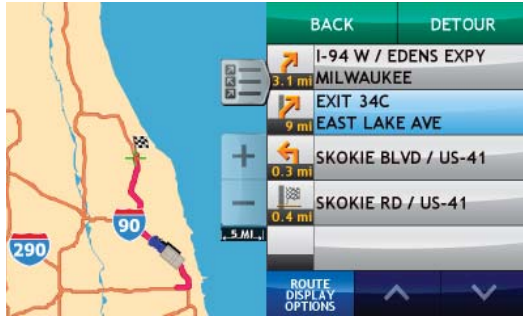 BACK
DETOUR
I-94 W / EDENS EXPY
3.1 mi
MILWAUKEE
EXIT 34C
9 mi
EAST LAKE AVE
SKOKIE BLVD / US-41
0.3 mi
SKOKIE RD / US-41
0.4 mi
90
290
.5 MI.
ROUTE
DISPLAY
OPTIONS